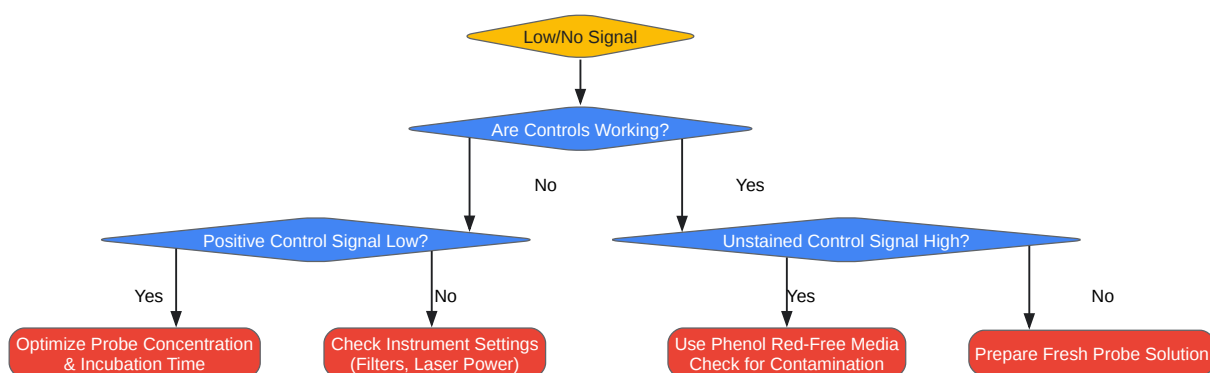 Low/No Signal
Are Controls Working?
No
Yes
Positive Control Signal Low?
Unstained Control Signal High?
Yes
No
Yes
No
Optimize Probe Concentration
& Incubation Time
Check Instrument Settings
(Filters, Laser Power)
Use Phenol Red-Free Media
Check for Contamination
Prepare Fresh Probe Solution